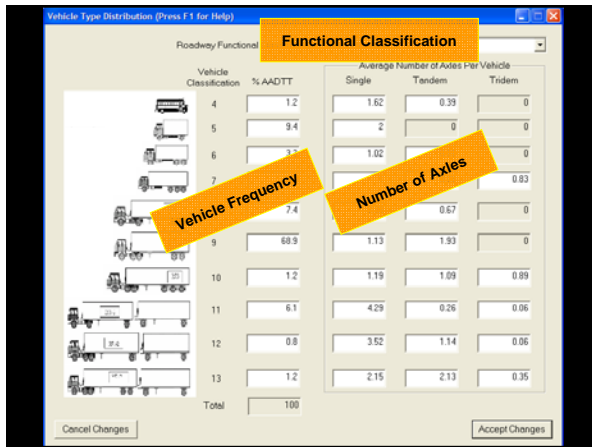 Vehicle Type Distribution (Press F1 for Help)
Roadway Functional
Functional Classification
Average Number of Axles Per Vehicle
Vehicle
Classification % AADTT Single Tandem Tridem
4 1.2 1.62 0.39 0
5 9.4 2 0 0
6 1.02 0
7 0.83
7.4 0.67 0
9 68.9 1.13 1.93 0
10 1.2 1.19 1.09 0.89
11 6.1 4.29 0.26 0.06
12 0.8 3.52 1.14 0.06
13 1.2 2.15 2.13 0.35
Total 100
Vehicle Frequency
Number of Axles
Cancel Changes Accept Changes